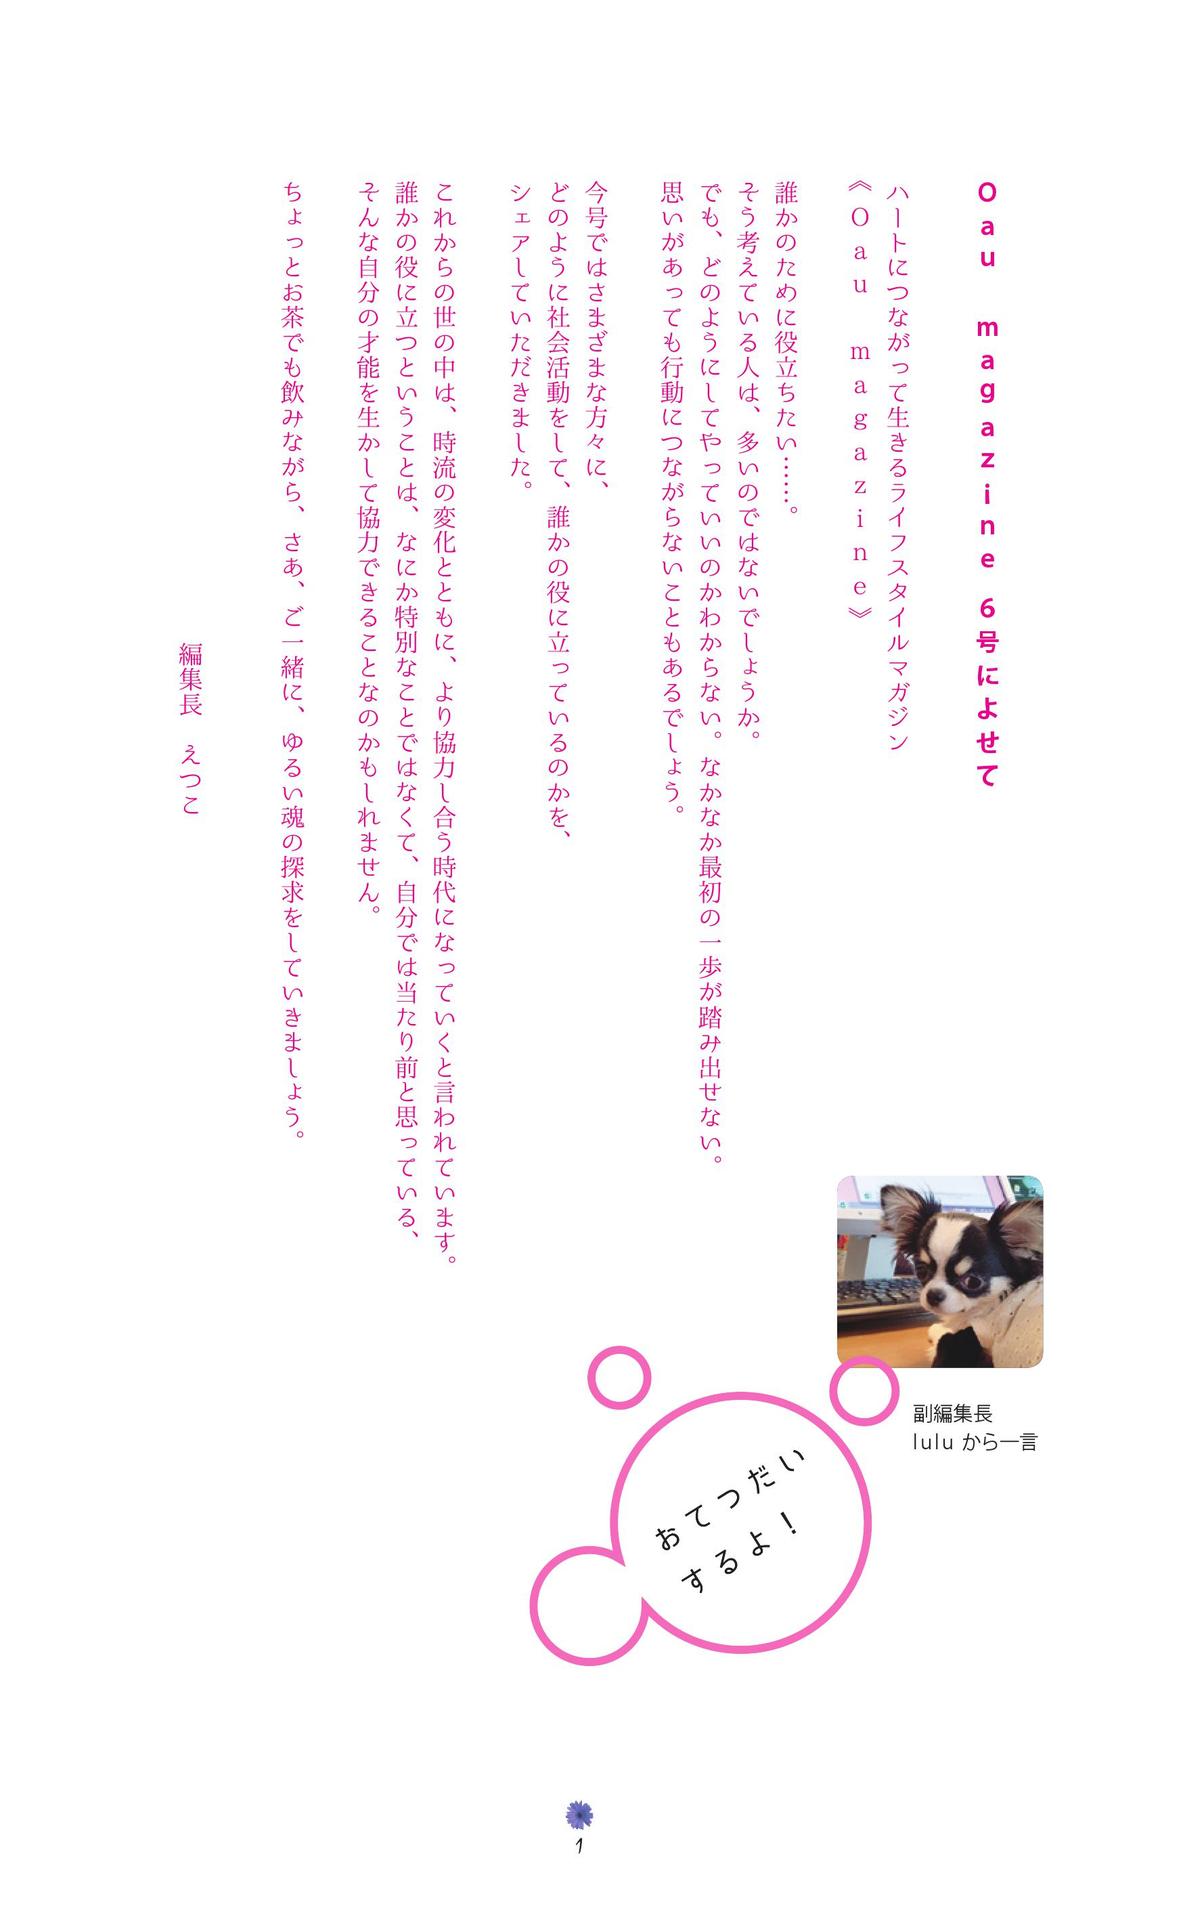 Oau magazine 6号によせて
ハートにつながって生きるライフスタイルマガジン
《Oau magazine》
誰かのために役立ちたい……。
そう考えている人は、多いのではないでしょうか。
でも、どのようにしてやっていいのかわからない。なかなか最初の一歩が踏み出せない。
思いがあっても行動につながらないこともあるでしょう。
今号ではさまざまな方々に、
どのように社会活動をして、誰かの役に立っているのかを、
シェアしていただきました。
これからの世の中は、時流の変化とともに、より協力し合う時代になっていくと言われています。
誰かの役に立つということは、なにか特別なことではなくて、自分では当たり前と思っている、
そんな自分の才能を生かして協力できることなのかもしれません。
ちょっとお茶でも飲みながら、さあ、ご一緒に、ゆるい魂の探求をしていきましょう。
編集長 えつこ
副編集長
lulu から一言
おてつだい
するよ！
1